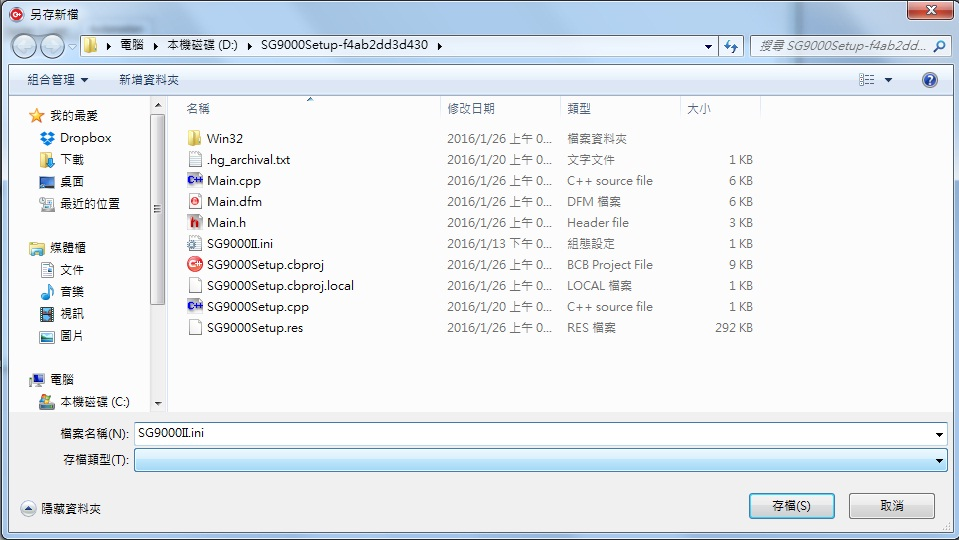 另存新檔
電腦 本機磁碟 (D:) SG9000Setup-f4ab2dd3d430
搜尋 SG9000Setup-f4ab2dd...
組合管理 新增資料夾
我的最愛
Dropbox
下載
桌面
最近的位置
媒體櫃
文件
音樂
視訊
圖片
電腦
本機磁碟 (C:)
名稱 修改日期 類型 大小
Win32 2016/1/26 上午 0... 檔案資料夾
.hg_archival.txt 2016/1/20 上午 0... 文字文件 1 KB
Main.cpp 2016/1/26 上午 0... C++ source file 6 KB
Main.dfm 2016/1/26 上午 0... DFM 檔案 6 KB
Main.h 2016/1/26 上午 0... Header file 3 KB
SG9000II.ini 2016/1/13 下午 0... 組態設定 1 KB
SG9000Setup.cbproj 2016/1/26 上午 0... BCB Project File 9 KB
SG9000Setup.cbproj.local 2016/1/26 上午 0... LOCAL 檔案 1 KB
SG9000Setup.cpp 2016/1/20 上午 0... C++ source file 1 KB
SG9000Setup.res 2016/1/26 上午 0... RES 檔案 292 KB
檔案名稱(N): SG9000II.ini
存檔類型(T):
隱藏資料夾
存檔(S) 取消